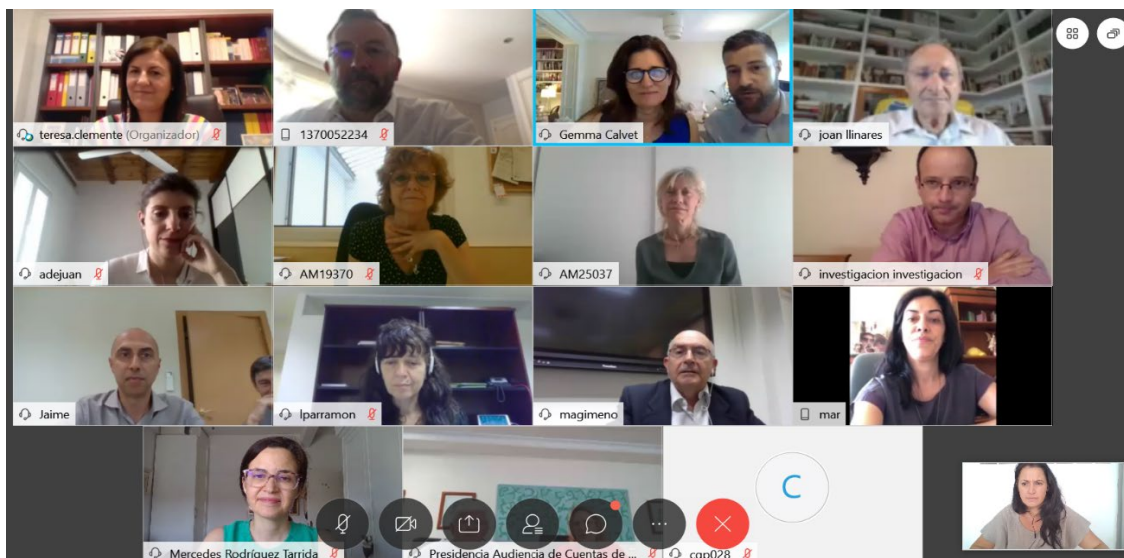 teresa.clemente (Organizador)
1370052234
Gemma Calvet
joan llinares
adejuan
AM19370
AM25037
investigacion investigacion
Jaime
lparramon
magimeno
mar
C
Mercedes Rodríguez Tarrida
Presidencia Audiencia de Cuentas de ...
cgp028